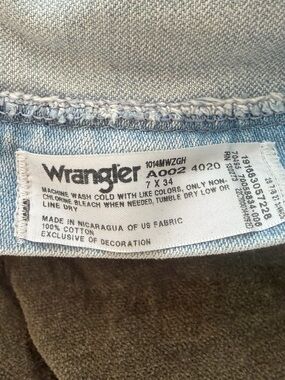 1014MWZGH
Wrangler A002 4020
7 X 34
MACHINE WASH COLD WITH LIKE COLORS, ONLY NON-
CHLORINE BLEACH WHEN NEEDED, TUMBLE DRY LOW OR
LINE DRY
MADE IN NICARAGUA OF US FABRIC
100% COTTON
EXCLUSIVE OF DECORATION
RN